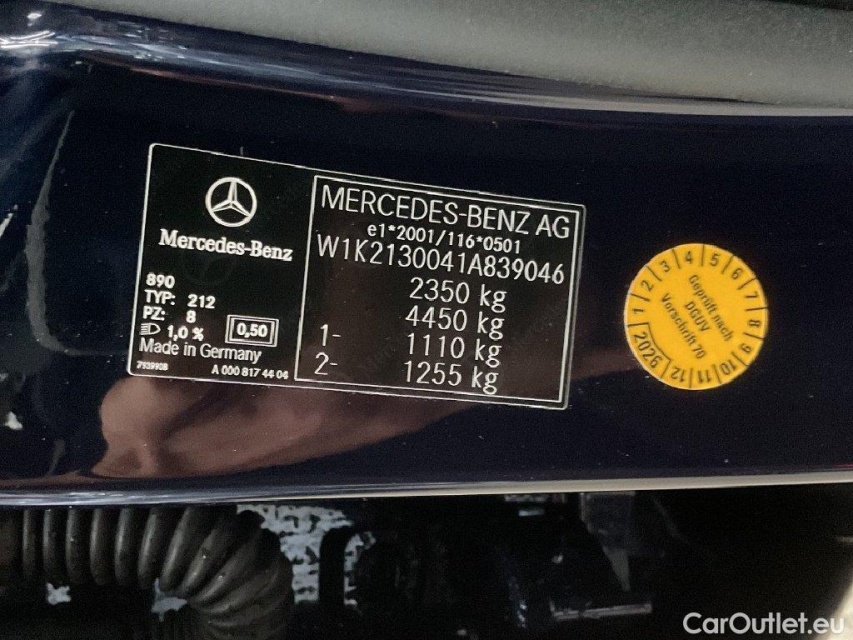 Mercedes-Benz
890
TYP: 212
PZ: 8
1,0 % 0,50
Made in Germany
7939908 A 000 817 44 04
MERCEDES-BENZ AG
e1*2001/116*0501
W1K2130041A839046
2350 kg
4450 kg
1- 1110 kg
2- 1255 kg
1 2 3 4 5 6 7 8 9 10 11 12
2026
Geprüft nach
DGUV
Vorschrift 70
CarOutlet.eu